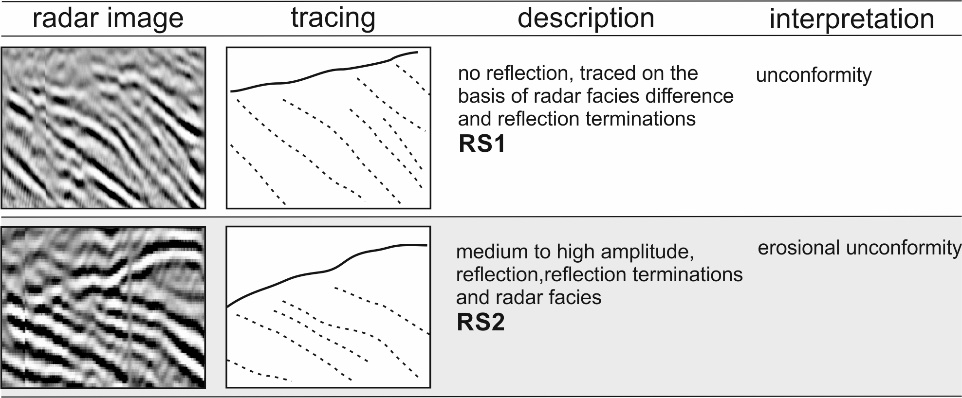 radar image tracing description interpretation
no reflection, traced on the
basis of radar facies difference
and reflection terminations
RS1
unconformity
medium to high amplitude,
reflection,reflection terminations
and radar facies
RS2
erosional unconformity